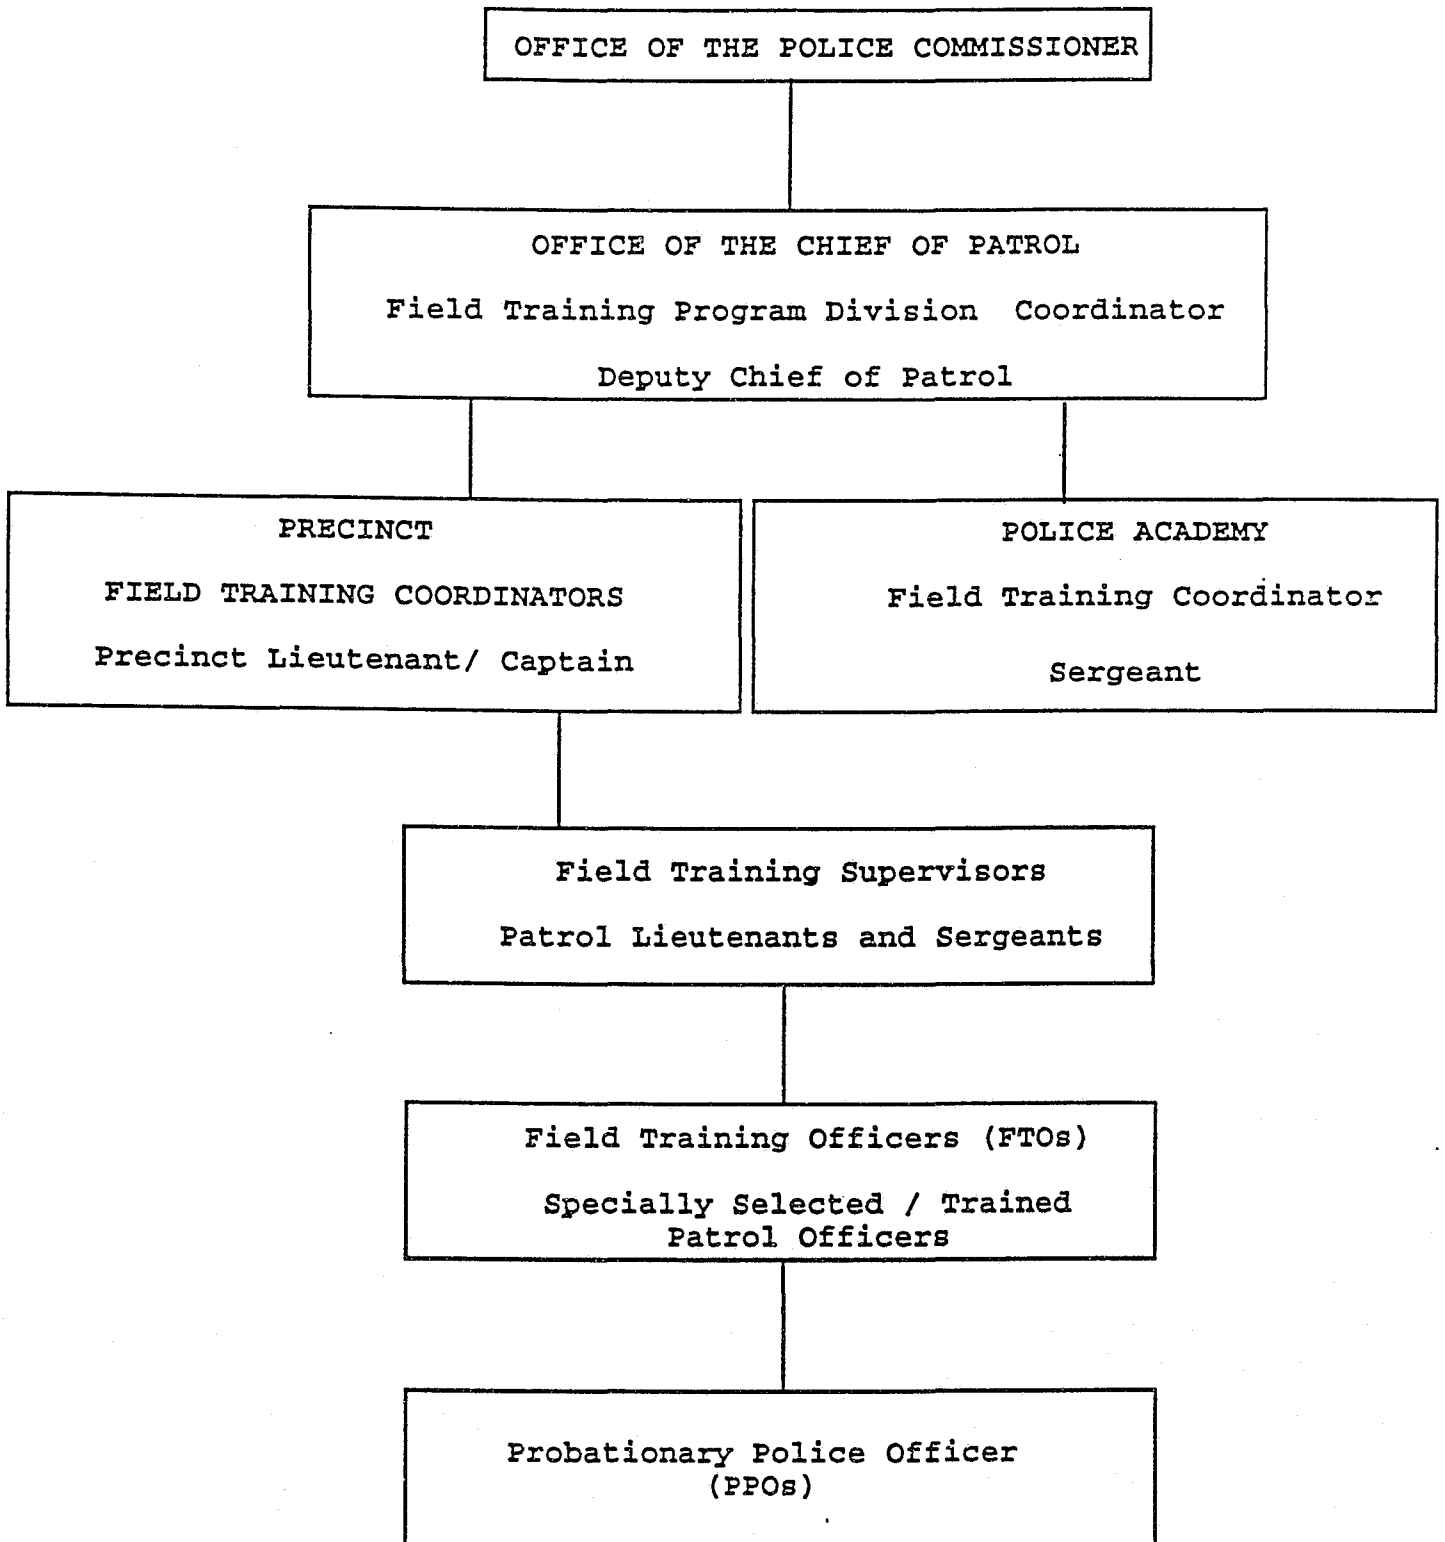 OFFICE OF THE POLICE COMMISSIONER
OFFICE OF THE CHIEF OF PATROL
Field Training Program Division Coordinator
Deputy Chief of Patrol
PRECINCT
FIELD TRAINING COORDINATORS
Precinct Lieutenant/ Captain
POLICE ACADEMY
Field Training Coordinator
Sergeant
Field Training Supervisors
Patrol Lieutenants and Sergeants
Field Training Officers (FTOs)
Specially Selected / Trained
Patrol Officers
Probationary Police Officer
(PPOs)